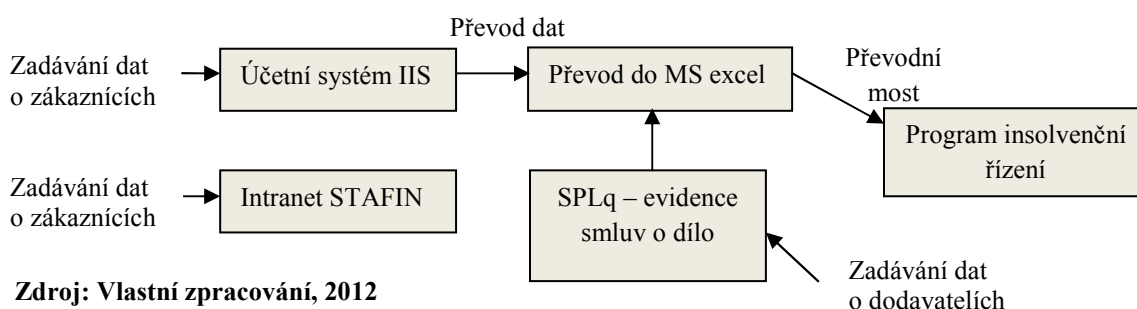 Převod dat
Zadávání dat
o zákaznících
Účetní systém IIS
Převod do MS excel
Převodní
most
Program insolvenční
řízení
Zadávání dat
o zákaznících
Intranet STAFIN
SPLq – evidence
smluv o dílo
Zadávání dat
o dodavatelích
Zdroj: Vlastní zpracování, 2012